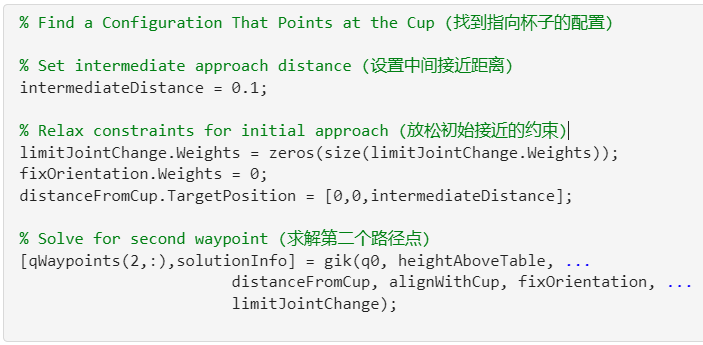 % Find a Configuration That Points at the Cup (找到指向杯子的配置)
% Set intermediate approach distance (设置中间接近距离)
intermediateDistance = 0.1;
% Relax constraints for initial approach (放松初始接近的约束)
limitJointChange.Weights = zeros(size(limitJointChange.Weights));
fixOrientation.Weights = 0;
distanceFromCup.TargetPosition = [0,0,intermediateDistance];
% Solve for second waypoint (求解第二个路径点)
[qWaypoints(2,:),solutionInfo] = gik(q0, heightAboveTable, ...
distanceFromCup, alignWithCup, fixOrientation, ...
limitJointChange);